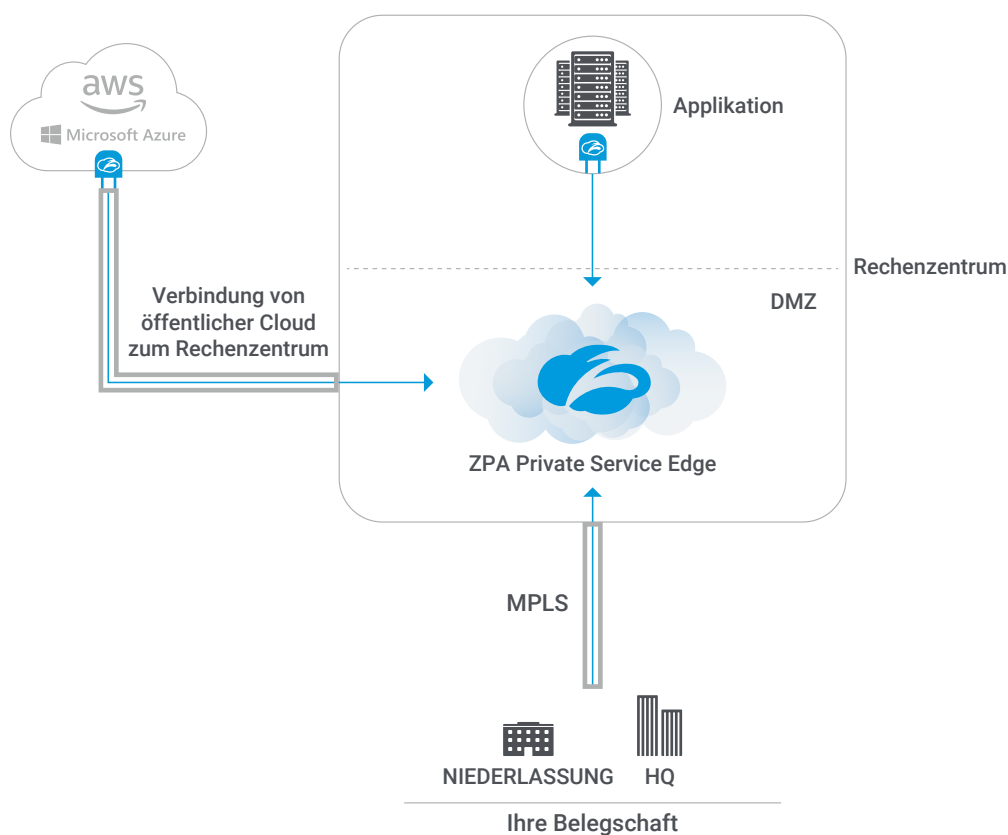 aws
Microsoft Azure
Applikation
Rechenzentrum
DMZ
Verbindung von
öffentlicher Cloud
zum Rechenzentrum
ZPA Private Service Edge
MPLS
NIEDERLASSUNG
HQ
Ihre Belegschaft